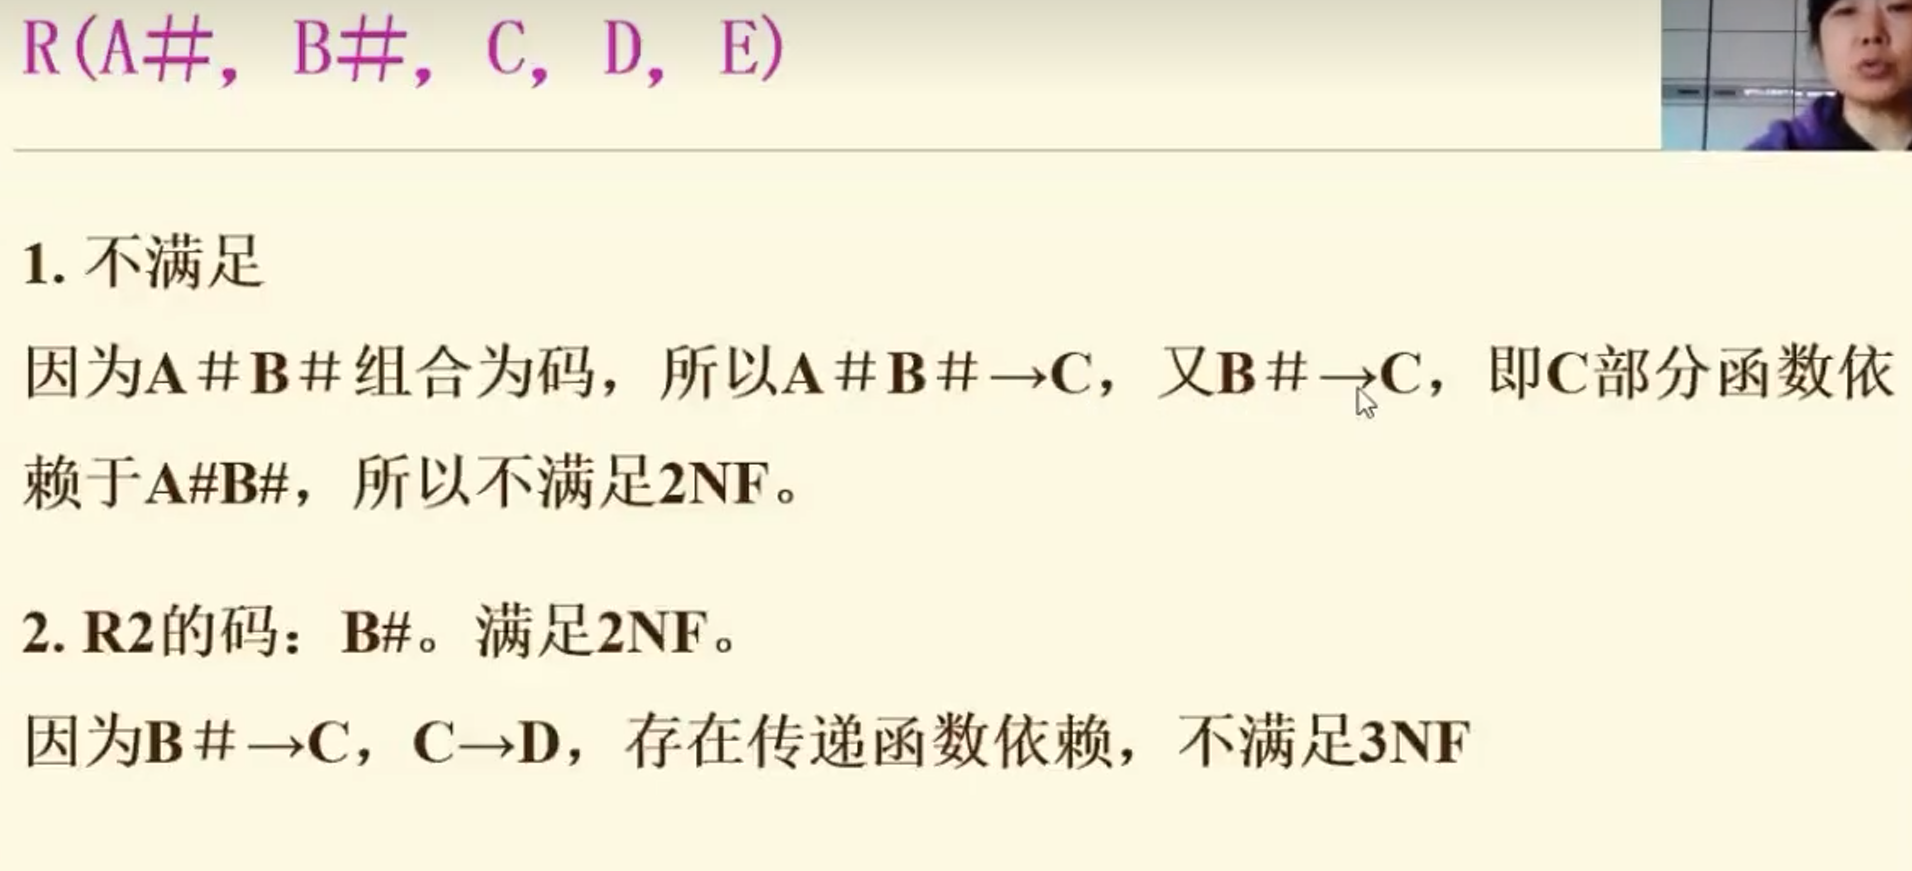 R(A#, B#, C, D, E)
1. 不满足
因为A＃B＃组合为码，所以A＃B＃→C，又B＃→C，即C部分函数依
赖于A#B#，所以不满足2NF。
2. R2的码：B#。满足2NF。
因为B＃→C，C→D，存在传递函数依赖，不满足3NF